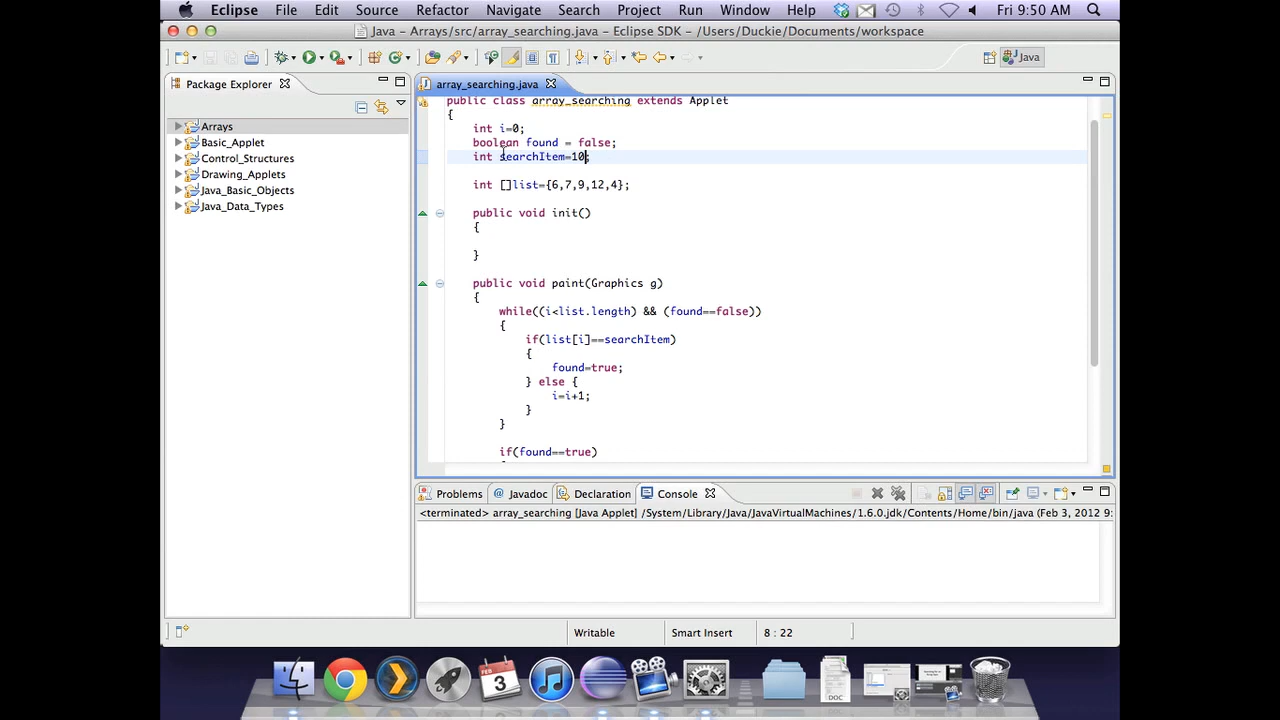 Eclipse File Edit Source Refactor Navigate Search Project Run Window Help Fri 9:50 AM
Java - Arrays/src/array_searching.java - Eclipse SDK - /Users/Duckie/Documents/workspace
Java
Package Explorer
Arrays
Basic_Applet
Control_Structures
Drawing_Applets
Java_Basic_Objects
Java_Data_Types
array_searching.java
public class array_searching extends Applet
{
int i=0;
boolean found = false;
int searchItem=10;
int []list={6,7,9,12,4};
public void init()
{
}
public void paint(Graphics g)
{
while((i<list.length) && (found==false))
{
if(list[i]==searchItem)
{
found=true;
} else {
i=i+1;
}
}
if(found==true)
Problems @ Javadoc Declaration Console
<terminated> array_searching [Java Applet] /System/Library/Java/JavaVirtualMachines/1.6.0.jdk/Contents/Home/bin/java (Feb 3, 2012 9:
Writable Smart Insert 8 : 22
FEB
3
DOC